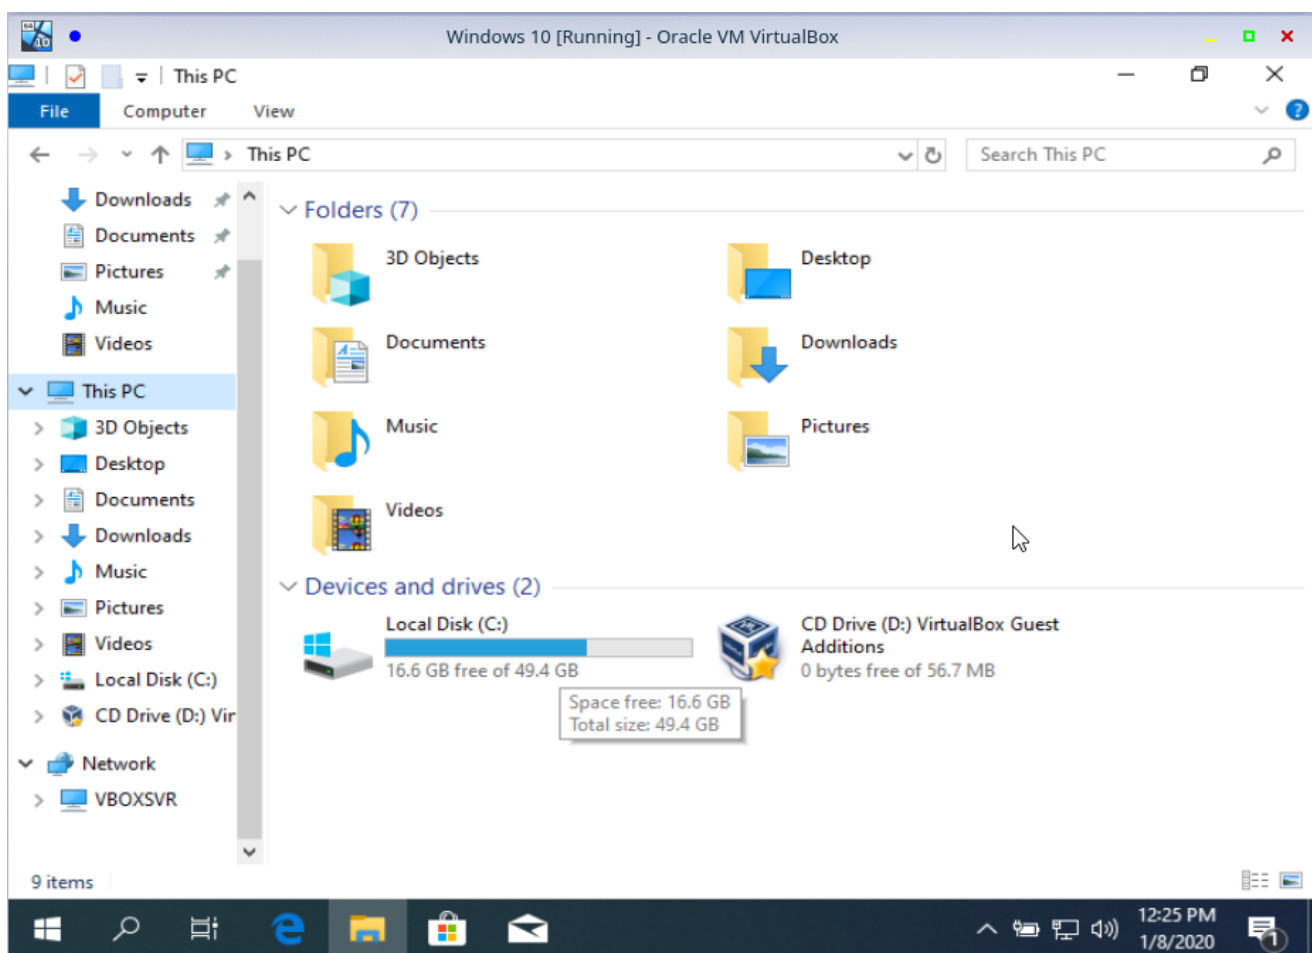 Windows 10 [Running] - Oracle VM VirtualBox
This PC
File Computer View
This PC
Search This PC
Downloads
Documents
Pictures
Music
Videos
This PC
3D Objects
Desktop
Documents
Downloads
Music
Pictures
Videos
Local Disk (C:)
CD Drive (D:) Vir
Network
VBOXSVR
Folders (7)
3D Objects
Desktop
Documents
Downloads
Music
Pictures
Videos
Devices and drives (2)
Local Disk (C:)
16.6 GB free of 49.4 GB
CD Drive (D:) VirtualBox Guest
Additions
0 bytes free of 56.7 MB
Space free: 16.6 GB
Total size: 49.4 GB
9 items
12:25 PM
1/8/2020
1